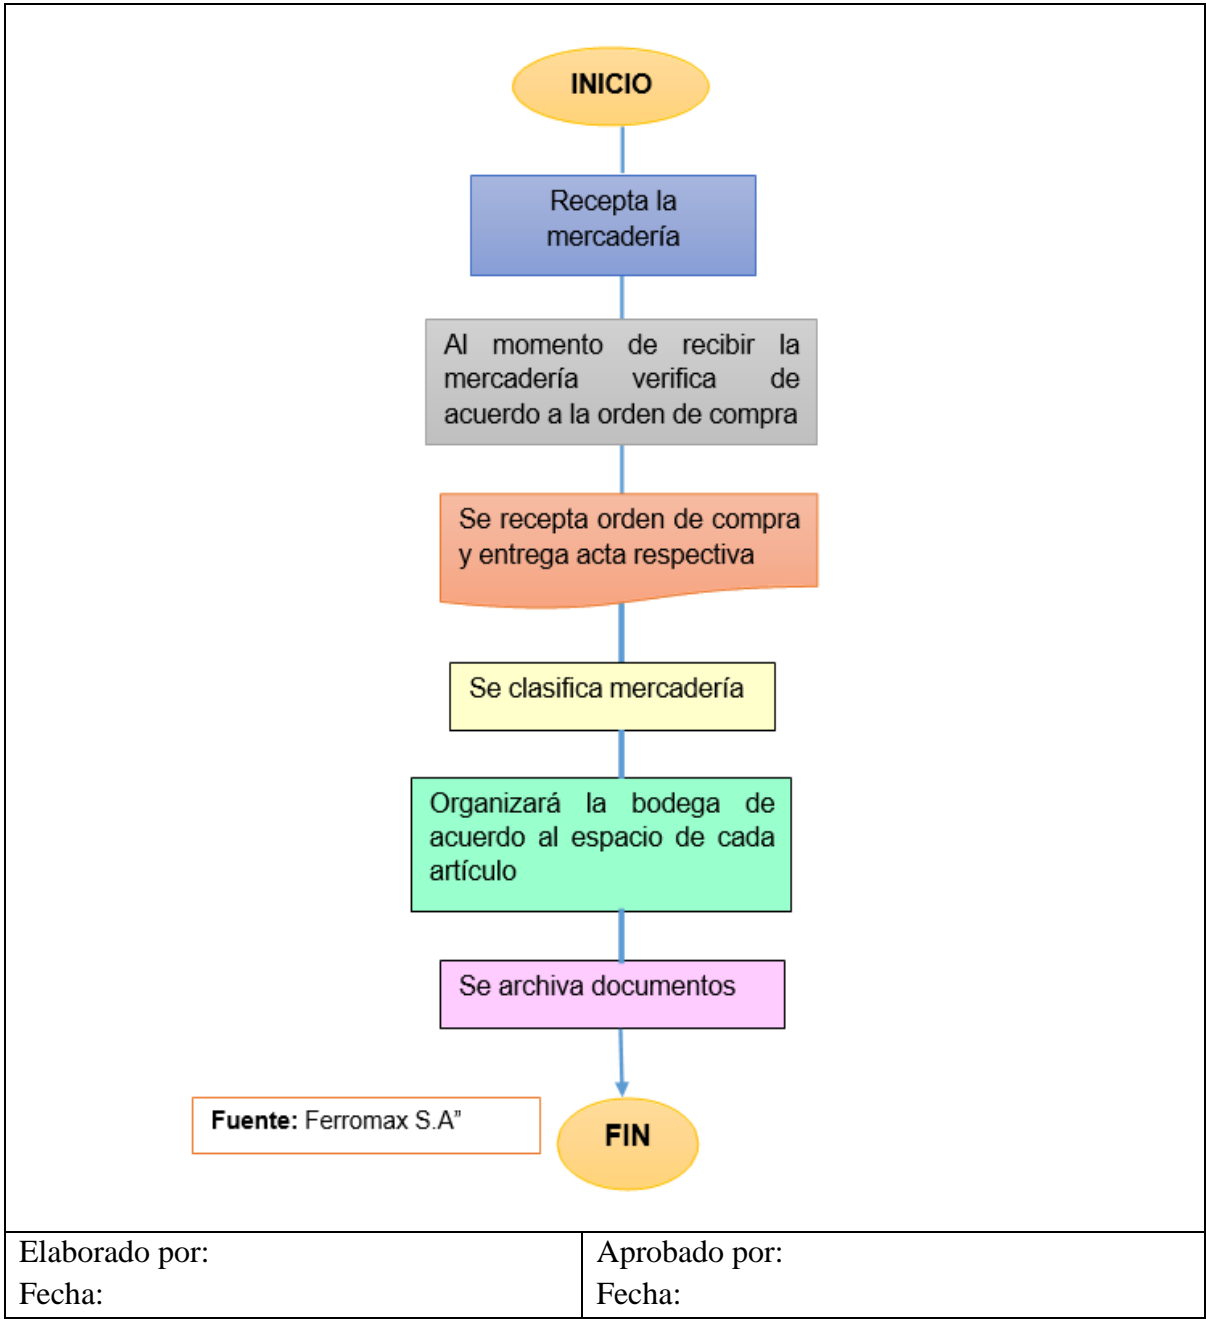 INICIO
Recepta la
mercadería
Al momento de recibir la
mercadería verifica de
acuerdo a la orden de compra
Se recepta orden de compra
y entrega acta respectiva
Se clasifica mercadería
Organizará la bodega de
acuerdo al espacio de cada
artículo
Se archiva documentos
Fuente: Ferromax S.A”
FIN
Elaborado por:
Fecha:
Aprobado por:
Fecha: